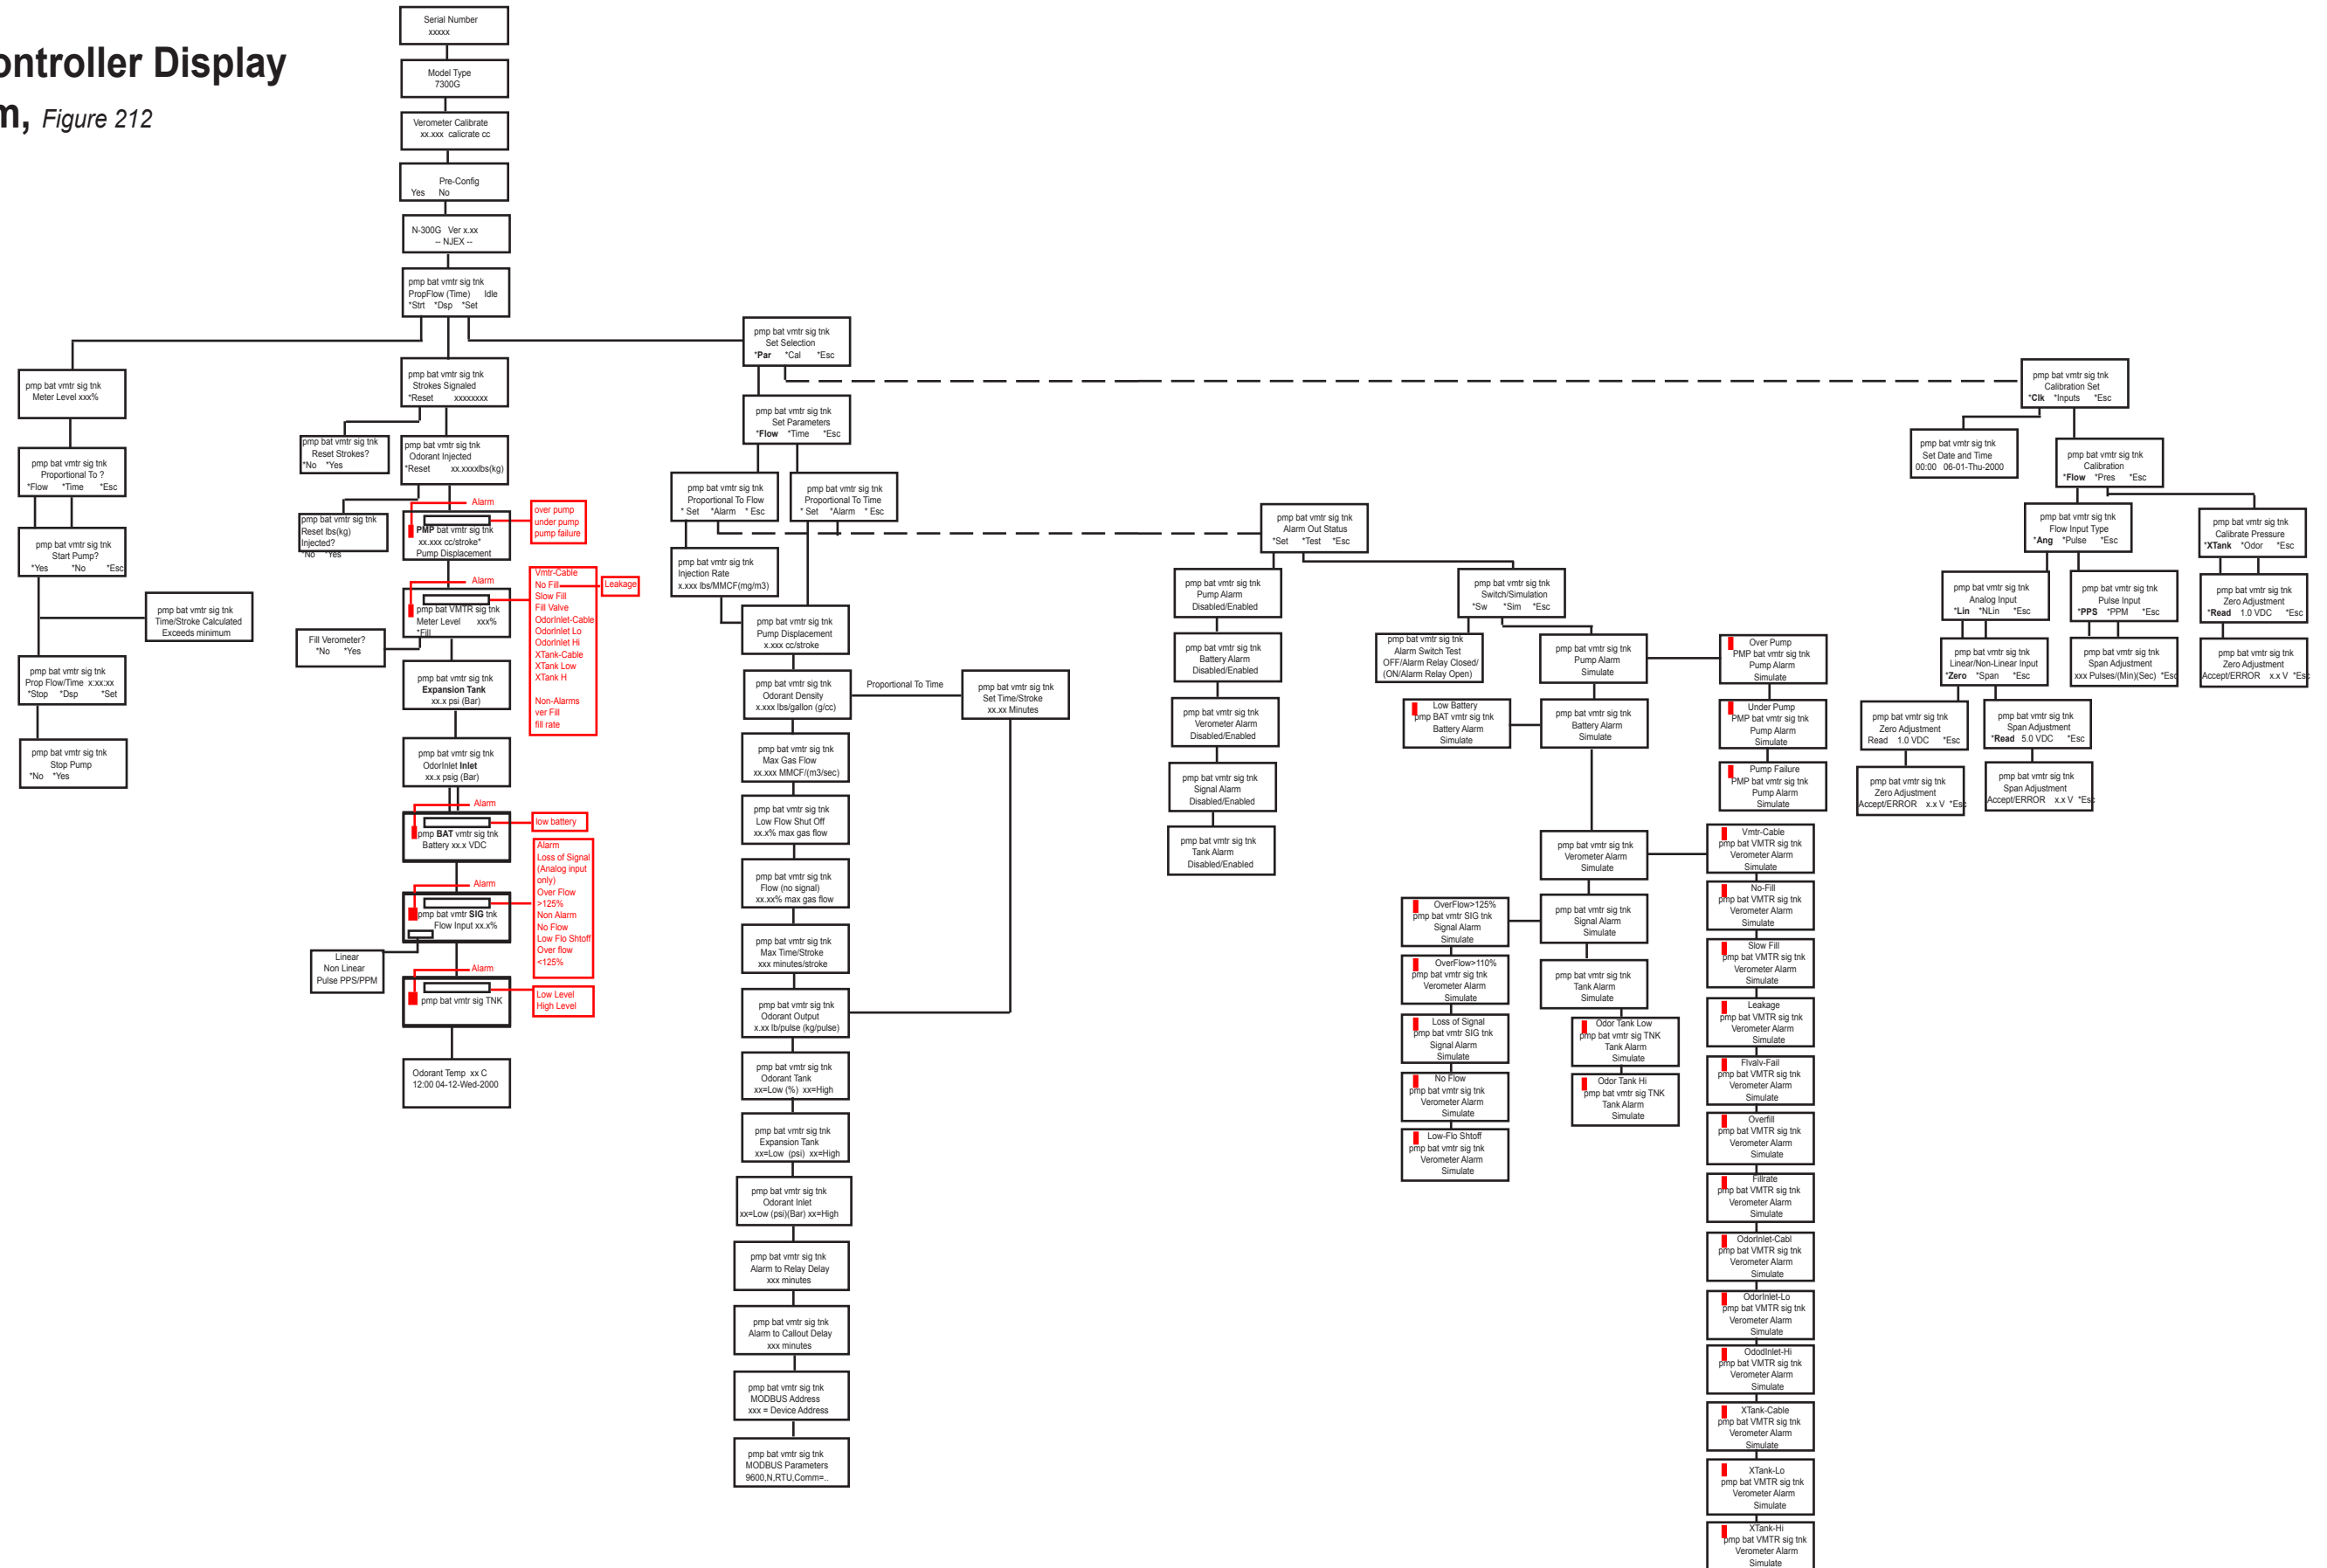 ontroller Display
m, Figure 212
Serial Number
xxxxx
Model Type
7300G
Verometer Calibrate
xx.xxx calicrate cc
Pre-Config
Yes No
N-300G Ver x.xx
-- NJEX --
pmp bat vmtr sig tnk
PropFlow (Time) Idle
*Strt *Dsp *Set
pmp bat vmtr sig tnk
Meter Level xxx%
pmp bat vmtr sig tnk
Proportional To ?
*Flow *Time *Esc
pmp bat vmtr sig tnk
Start Pump?
*Yes *No *Esc
pmp bat vmtr sig tnk
Time/Stroke Calculated
Exceeds minimum
pmp bat vmtr sig tnk
Prop Flow/Time x:xx:xx
*Stop *Dsp *Set
pmp bat vmtr sig tnk
Stop Pump
*No *Yes
pmp bat vmtr sig tnk
Strokes Signaled
*Reset xxxxxxxx
pmp bat vmtr sig tnk
Reset Strokes?
*No *Yes
pmp bat vmtr sig tnk
Odorant Injected
*Reset xx.xxxxlbs(kg)
pmp bat vmtr sig tnk
Reset lbs(kg)
Injected?
*No *Yes
Alarm
PMP bat vmtr sig tnk
xx.xxx cc/stroke*
Pump Displacement
over pump
under pump
pump failure
Alarm
pmp bat VMTR sig tnk
Meter Level xxx%
*Fill
Fill Verometer?
*No *Yes
Vmtr-Cable
No Fill
Slow Fill
Fill Valve
OdorInlet-Cable
OdorInlet Lo
OdorInlet Hi
XTank-Cable
XTank Low
XTank H
Non-Alarms
ver Fill
fill rate
Leakage
pmp bat vmtr sig tnk
Expansion Tank
xx.x psi (Bar)
pmp bat vmtr sig tnk
OdorInlet Inlet
xx.x psig (Bar)
Alarm
pmp BAT vmtr sig tnk
Battery xx.x VDC
low battery
Alarm
pmp bat vmtr SIG tnk
Flow Input xx.x%
Alarm
Loss of Signal
(Analog input
only)
Over Flow
>125%
Non Alarm
No Flow
Low Flo Shtoff
Over flow
<125%
Linear
Non Linear
Pulse PPS/PPM
Alarm
pmp bat vmtr sig TNK
Low Level
High Level
Odorant Temp xx C
12:00 04-12-Wed-2000
pmp bat vmtr sig tnk
Set Selection
*Par *Cal *Esc
pmp bat vmtr sig tnk
Set Parameters
*Flow *Time *Esc
pmp bat vmtr sig tnk
Proportional To Flow
* Set *Alarm * Esc
pmp bat vmtr sig tnk
Proportional To Time
* Set *Alarm * Esc
pmp bat vmtr sig tnk
Injection Rate
x.xxx lbs/MMCF(mg/m3)
pmp bat vmtr sig tnk
Pump Displacement
x.xxx cc/stroke
pmp bat vmtr sig tnk
Odorant Density
x.xxx lbs/gallon (g/cc)
Proportional To Time
pmp bat vmtr sig tnk
Set Time/Stroke
xx.xx Minutes
pmp bat vmtr sig tnk
Max Gas Flow
xx.xxx MMCF/(m3/sec)
pmp bat vmtr sig tnk
Low Flow Shut Off
xx.x% max gas flow
pmp bat vmtr sig tnk
Flow (no signal)
xx.xx% max gas flow
pmp bat vmtr sig tnk
Max Time/Stroke
xxx minutes/stroke
pmp bat vmtr sig tnk
Odorant Output
x.xx lb/pulse (kg/pulse)
pmp bat vmtr sig tnk
Odorant Tank
xx=Low (%) xx=High
pmp bat vmtr sig tnk
Expansion Tank
xx=Low (psi) xx=High
pmp bat vmtr sig tnk
Odorant Inlet
xx=Low (psi)(Bar) xx=High
pmp bat vmtr sig tnk
Alarm to Relay Delay
xxx minutes
pmp bat vmtr sig tnk
Alarm to Callout Delay
xxx minutes
pmp bat vmtr sig tnk
MODBUS Address
xxx = Device Address
pmp bat vmtr sig tnk
MODBUS Parameters
9600,N,RTU,Comm=..
pmp bat vmtr sig tnk
Alarm Out Status
*Set *Test *Esc
pmp bat vmtr sig tnk
Pump Alarm
Disabled/Enabled
pmp bat vmtr sig tnk
Battery Alarm
Disabled/Enabled
pmp bat vmtr sig tnk
Verometer Alarm
Disabled/Enabled
pmp bat vmtr sig tnk
Signal Alarm
Disabled/Enabled
pmp bat vmtr sig tnk
Tank Alarm
Disabled/Enabled
pmp bat vmtr sig tnk
Switch/Simulation
*Sw *Sim *Esc
pmp bat vmtr sig tnk
Alarm Switch Test
OFF/Alarm Relay Closed/
(ON/Alarm Relay Open)
pmp bat vmtr sig tnk
Pump Alarm
Simulate
Over Pump
PMP bat vmtr sig tnk
Pump Alarm
Simulate
Under Pump
PMP bat vmtr sig tnk
Pump Alarm
Simulate
Pump Failure
PMP bat vmtr sig tnk
Pump Alarm
Simulate
Low Battery
pmp BAT vmtr sig tnk
Battery Alarm
Simulate
pmp bat vmtr sig tnk
Battery Alarm
Simulate
pmp bat vmtr sig tnk
Verometer Alarm
Simulate
pmp bat vmtr sig tnk
Signal Alarm
Simulate
pmp bat vmtr sig tnk
Tank Alarm
Simulate
OverFlow>125%
pmp bat vmtr SIG tnk
Signal Alarm
Simulate
OverFlow>110%
pmp bat vmtr sig tnk
Verometer Alarm
Simulate
Loss of Signal
pmp bat vmtr SIG tnk
Signal Alarm
Simulate
No Flow
pmp bat vmtr sig tnk
Verometer Alarm
Simulate
Low-Flo Shtoff
pmp bat vmtr sig tnk
Verometer Alarm
Simulate
Odor Tank Low
pmp bat vmtr sig TNK
Tank Alarm
Simulate
Odor Tank Hi
pmp bat vmtr sig TNK
Tank Alarm
Simulate
Vmtr-Cable
pmp bat VMTR sig tnk
Verometer Alarm
Simulate
No-Fill
pmp bat VMTR sig tnk
Verometer Alarm
Simulate
Slow Fill
pmp bat VMTR sig tnk
Verometer Alarm
Simulate
Leakage
pmp bat VMTR sig tnk
Verometer Alarm
Simulate
Flvalv-Fail
pmp bat VMTR sig tnk
Verometer Alarm
Simulate
Overfill
pmp bat VMTR sig tnk
Verometer Alarm
Simulate
Fillrate
pmp bat VMTR sig tnk
Verometer Alarm
Simulate
OdorInlet-Cabl
pmp bat VMTR sig tnk
Verometer Alarm
Simulate
OdorInlet-Lo
pmp bat VMTR sig tnk
Verometer Alarm
Simulate
OdodInlet-Hi
pmp bat VMTR sig tnk
Verometer Alarm
Simulate
XTank-Cable
pmp bat VMTR sig tnk
Verometer Alarm
Simulate
XTank-Lo
pmp bat VMTR sig tnk
Verometer Alarm
Simulate
XTank-Hi
pmp bat VMTR sig tnk
Verometer Alarm
Simulate
pmp bat vmtr sig tnk
Calibration Set
*Clk *Inputs *Esc
pmp bat vmtr sig tnk
Set Date and Time
00:00 06-01-Thu-2000
pmp bat vmtr sig tnk
Calibration
*Flow *Pres *Esc
pmp bat vmtr sig tnk
Flow Input Type
*Ang *Pulse *Esc
pmp bat vmtr sig tnk
Calibrate Pressure
*XTank *Odor *Esc
pmp bat vmtr sig tnk
Analog Input
*Lin *NLin *Esc
pmp bat vmtr sig tnk
Pulse Input
*PPS *PPM *Esc
pmp bat vmtr sig tnk
Zero Adjustment
*Read 1.0 VDC *Esc
pmp bat vmtr sig tnk
Linear/Non-Linear Input
*Zero *Span *Esc
pmp bat vmtr sig tnk
Span Adjustment
xxx Pulses/(Min)(Sec) *Esc
pmp bat vmtr sig tnk
Zero Adjustment
Accept/ERROR x.x V *Esc
pmp bat vmtr sig tnk
Zero Adjustment
Read 1.0 VDC *Esc
pmp bat vmtr sig tnk
Span Adjustment
*Read 5.0 VDC *Esc
pmp bat vmtr sig tnk
Zero Adjustment
Accept/ERROR x.x V *Esc
pmp bat vmtr sig tnk
Span Adjustment
Accept/ERROR x.x V *Esc